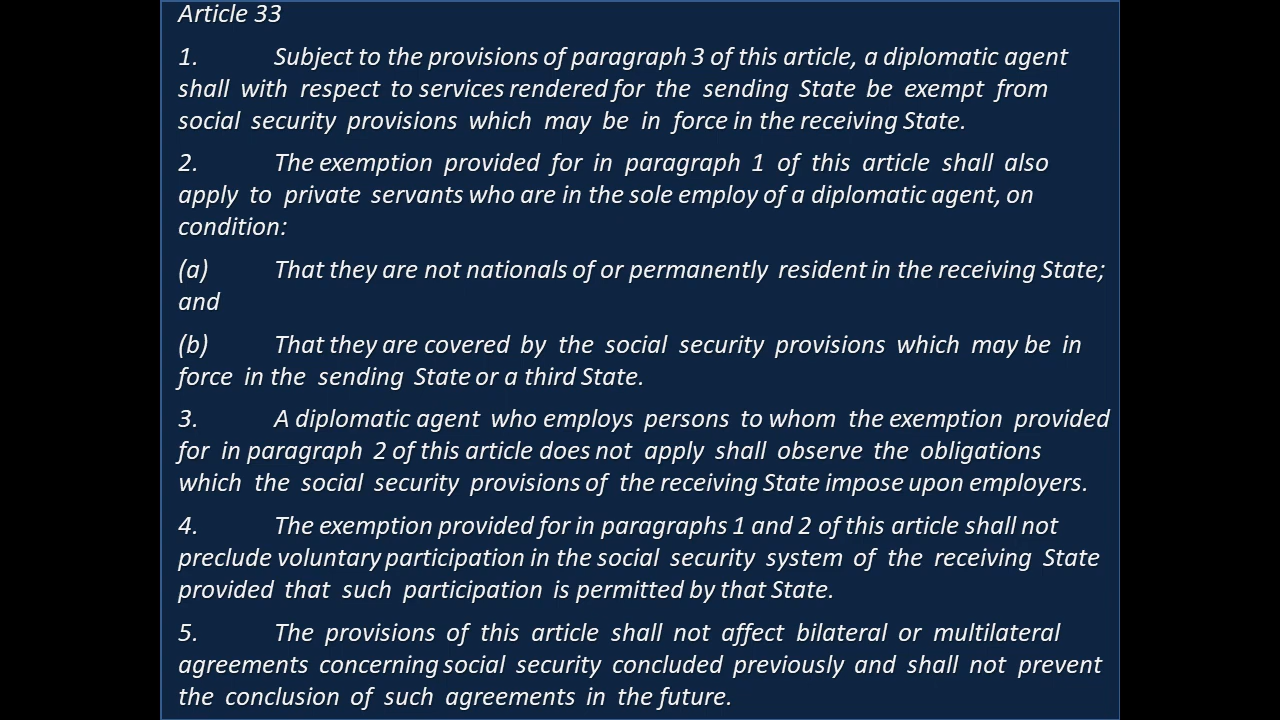 Article 33
1. Subject to the provisions of paragraph 3 of this article, a diplomatic agent
shall with respect to services rendered for the sending State be exempt from
social security provisions which may be in force in the receiving State.
2. The exemption provided for in paragraph 1 of this article shall also
apply to private servants who are in the sole employ of a diplomatic agent, on
condition:
(a) That they are not nationals of or permanently resident in the receiving State;
and
(b) That they are covered by the social security provisions which may be in
force in the sending State or a third State.
3. A diplomatic agent who employs persons to whom the exemption provided
for in paragraph 2 of this article does not apply shall observe the obligations
which the social security provisions of the receiving State impose upon employers.
4. The exemption provided for in paragraphs 1 and 2 of this article shall not
preclude voluntary participation in the social security system of the receiving State
provided that such participation is permitted by that State.
5. The provisions of this article shall not affect bilateral or multilateral
agreements concerning social security concluded previously and shall not prevent
the conclusion of such agreements in the future.